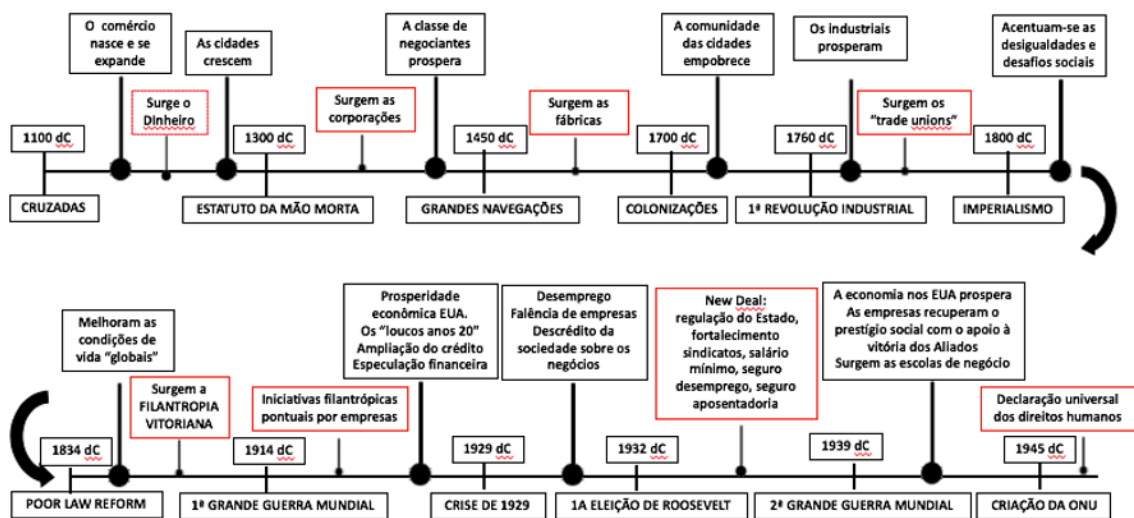 O comércio
nasce e se
expande
As cidades
crescem
A classe de
negociantes
prospera
A comunidade
das cidades
empobrece
Os industriais
prosperam
Acentuam-se as
desigualdades e
desafios sociais
Surge o
DInheiro
Surgem as
corporações
Surgem as
fábricas
Surgem os
“trade unions”
1100 dC
1300 dC
1450 dC
1700 dC
1760 dC
1800 dC
CRUZADAS
ESTATUTO DA MÃO MORTA
GRANDES NAVEGAÇÕES
COLONIZAÇÕES
1ª REVOLUÇÃO INDUSTRIAL
IMPERIALISMO
Melhoram as
condições de
vida “globais”
Prosperidade
econômica EUA.
Os “loucos anos 20”
Ampliação do crédito
Especulação financeira
Desemprego
Falência de empresas
Descrédito da
sociedade sobre os
negócios
New Deal:
regulação do Estado,
fortalecimento
sindicatos, salário
mínimo, seguro
desemprego, seguro
aposentadoria
A economia nos EUA prospera
As empresas recuperam o
prestígio social com o apoio à
vitória dos Aliados
Surgem as escolas de negócio
Surgem a
FILANTROPIA
VITORIANA
Iniciativas filantrópicas
pontuais por empresas
Declaração universal
dos direitos humanos
1834 dC
1914 dC
1929 dC
1932 dC
1939 dC
1945 dC
POOR LAW REFORM
1ª GRANDE GUERRA MUNDIAL
CRISE DE 1929
1A ELEIÇÃO DE ROOSEVELT
2ª GRANDE GUERRA MUNDIAL
CRIAÇÃO DA ONU